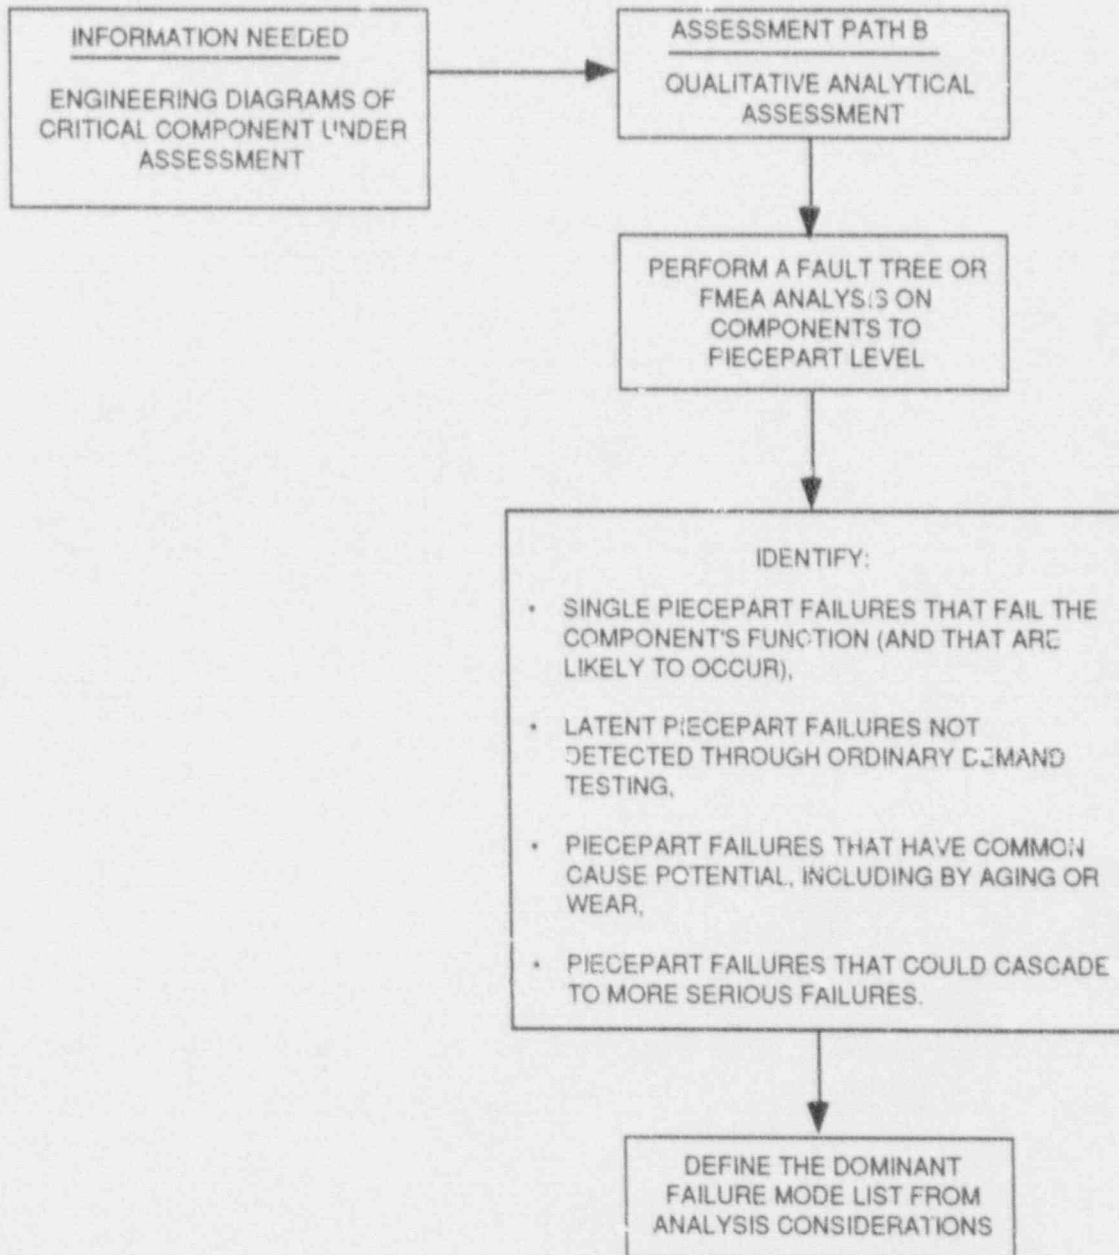 INFORMATION NEEDED
ENGINEERING DIAGRAMS OF
CRITICAL COMPONENT UNDER
ASSESSMENT
ASSESSMENT PATH B
QUALITATIVE ANALYTICAL
ASSESSMENT
PERFORM A FAULT TREE OR
FMEA ANALYSIS ON
COMPONENTS TO
PIECEPART LEVEL
IDENTIFY:
• SINGLE PIECEPART FAILURES THAT FAIL THE
COMPONENT'S FUNCTION (AND THAT ARE
LIKELY TO OCCUR),
• LATENT PIECEPART FAILURES NOT
DETECTED THROUGH ORDINARY DEMAND
TESTING,
• PIECEPART FAILURES THAT HAVE COMMON
CAUSE POTENTIAL, INCLUDING BY AGING OR
WEAR,
• PIECEPART FAILURES THAT COULD CASCADE
TO MORE SERIOUS FAILURES.
DEFINE THE DOMINANT
FAILURE MODE LIST FROM
ANALYSIS CONSIDERATIONS